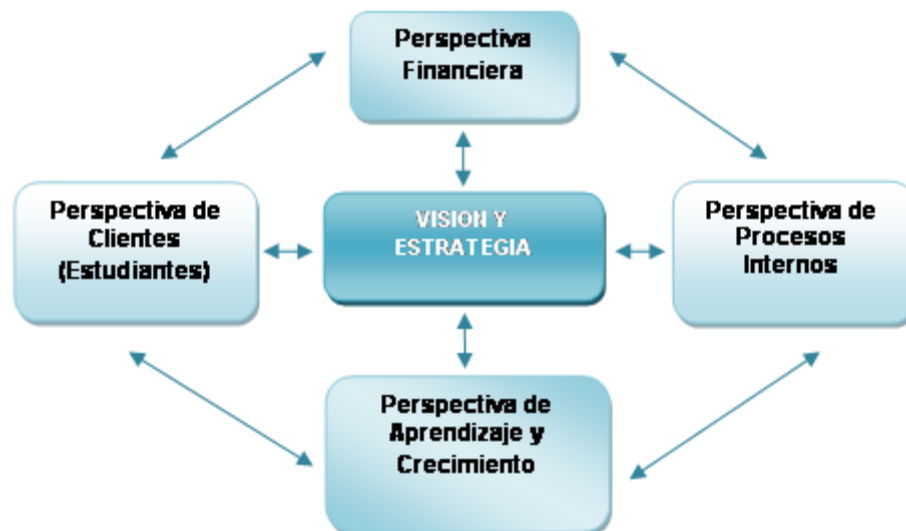 Perspectiva
Financiera
Perspectiva de
Clientes
(Estudiantes)
VISION Y
ESTRATEGIA
Perspectiva de
Procesos
Internos
Perspectiva de
Aprendizaje y
Crecimiento